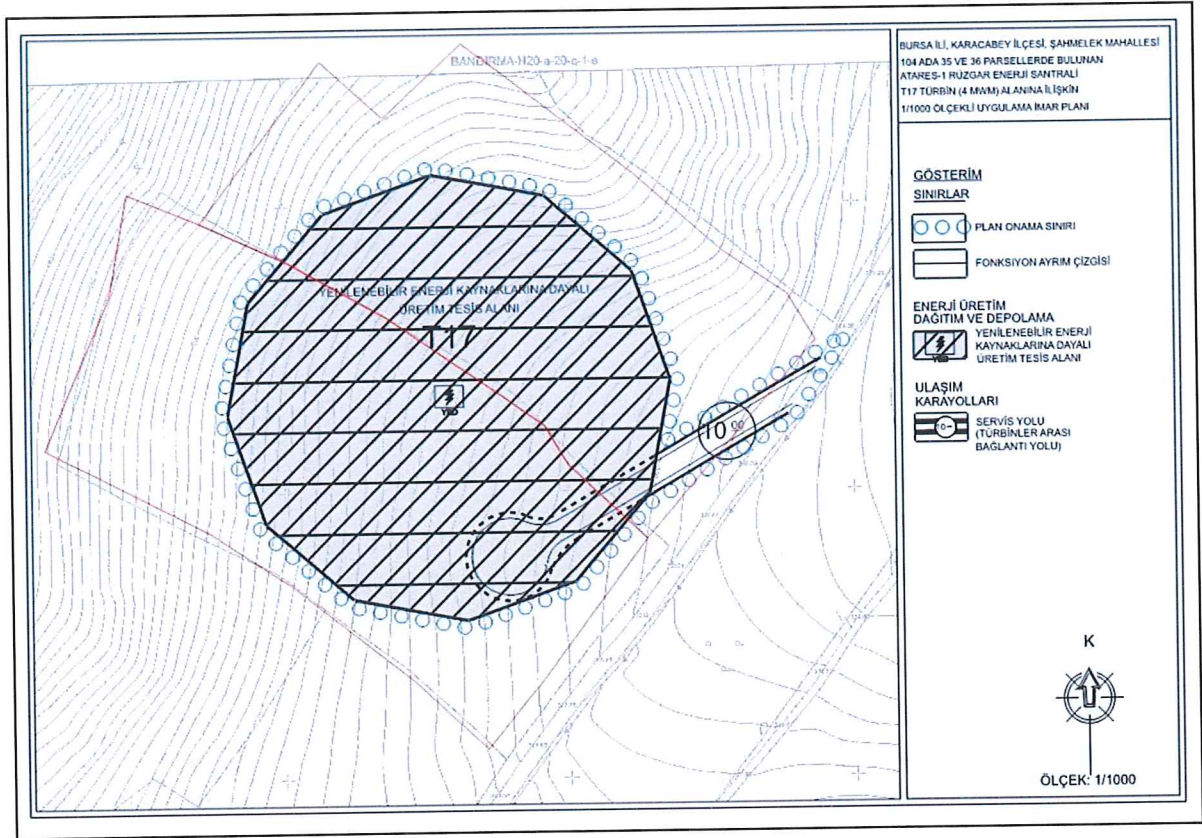 BANDIRMA-H20-a-20-c-1-a
YENİLENEBİLİR ENERJİ KAYNAKLARINA DAYALI
ÜRETİM TESİS ALANI
T17
YED
10.00
BURSA İLİ, KARACABEY İLÇESİ, ŞAHMELEK MAHALLESİ
104 ADA 35 VE 36 PARSELLERDE BULUNAN
ATARES-1 RÜZGAR ENERJİ SANTRALİ
T17 TÜRBİN (4 MWM) ALANINA İLİŞKİN
1/1000 ÖLÇEKLİ UYGULAMA İMAR PLANI
GÖSTERİM
SINIRLAR
PLAN ONAMA SINIRI
FONKSİYON AYRIM ÇİZGİSİ
ENERJİ ÜRETİM
DAĞITIM VE DEPOLAMA
YED
YENİLENEBİLİR ENERJİ
KAYNAKLARINA DAYALI
ÜRETİM TESİS ALANI
ULAŞIM
KARAYOLLARI
10
SERVİS YOLU
(TÜRBİNLER ARASI
BAĞLANTI YOLU)
K
ÖLÇEK: 1/1000